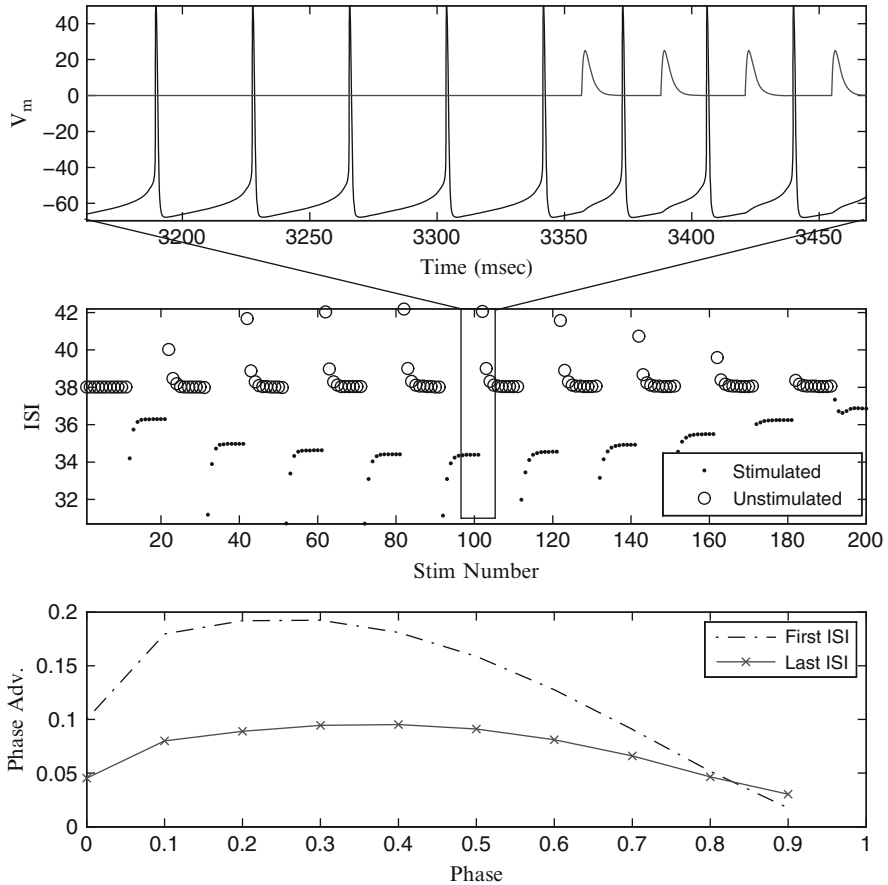 40
20
0
−20
−40
−60
V_m
3200 3250 3300 3350 3400 3450
Time (msec)
42
40
38
36
34
32
ISI
Stimulated
Unstimulated
20 40 60 80 100 120 140 160 180 200
Stim Number
0.2
0.15
0.1
0.05
0
Phase Adv.
First ISI
Last ISI
0 0.1 0.2 0.3 0.4 0.5 0.6 0.7 0.8 0.9 1
Phase